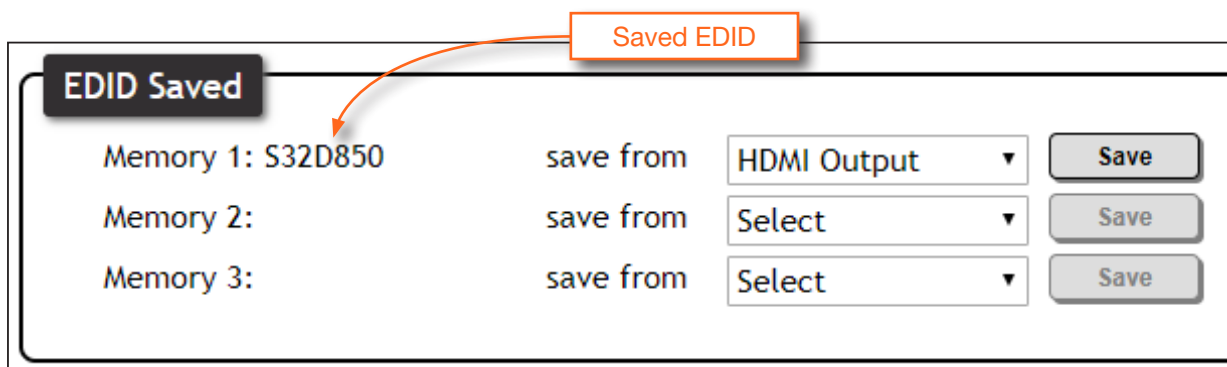 Saved EDID
EDID Saved
Memory 1: S32D850 save from HDMI Output Save
Memory 2: save from Select Save
Memory 3: save from Select Save